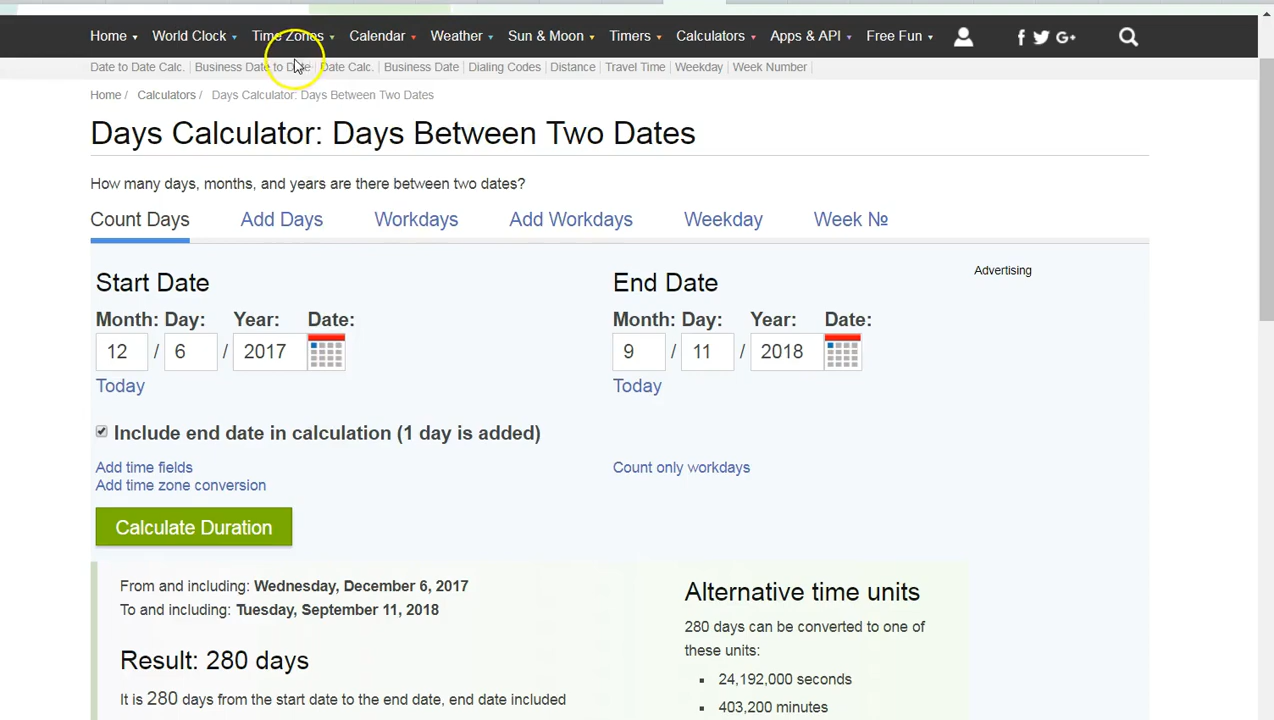 Home World Clock Time Zones Calendar Weather Sun & Moon Timers Calculators Apps & API Free Fun
Date to Date Calc. | Business Date to Date | Date Calc. | Business Date | Dialing Codes | Distance | Travel Time | Weekday | Week Number |
Home / Calculators / Days Calculator: Days Between Two Dates
Days Calculator: Days Between Two Dates
How many days, months, and years are there between two dates?
Count Days Add Days Workdays Add Workdays Weekday Week №
Advertising
Start Date
Month: Day: Year: Date:
12 / 6 / 2017
Today
End Date
Month: Day: Year: Date:
9 / 11 / 2018
Today
Include end date in calculation (1 day is added)
Add time fields
Add time zone conversion
Count only workdays
Calculate Duration
From and including: Wednesday, December 6, 2017
To and including: Tuesday, September 11, 2018
Result: 280 days
It is 280 days from the start date to the end date, end date included
Alternative time units
280 days can be converted to one of
these units:
24,192,000 seconds
403,200 minutes